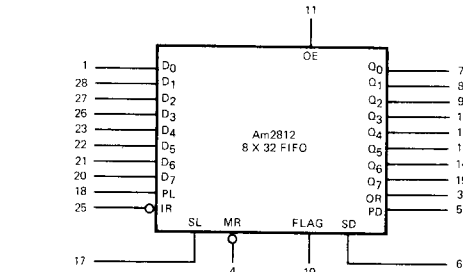 11
OE
1 D0 Q0 7
28 D1 Q1 8
27 D2 Q2 9
26 D3 Q3
23 D4 Q4
22 D5 Q5
21 D6 Q6
20 D7 Q7
18 PL OR 3
25 IR PD 5
Am2812
8 X 32 FIFO
SL MR FLAG SD
17 4 10 6